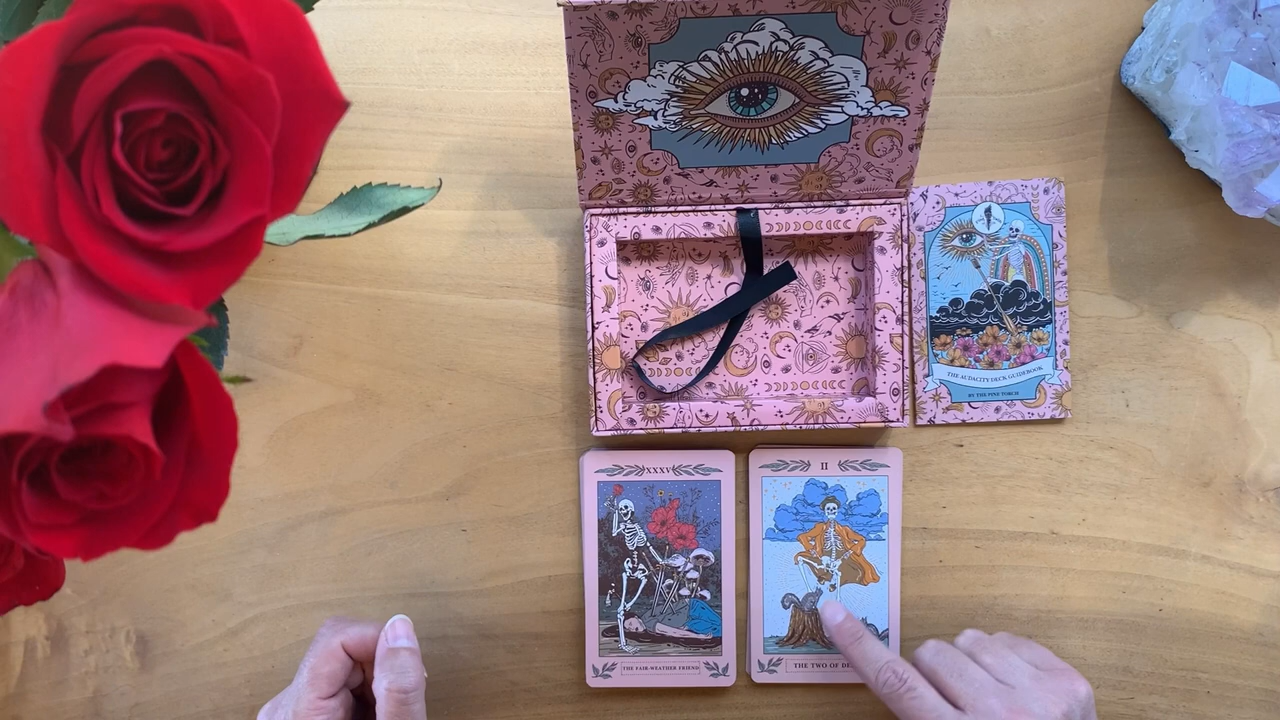 THE AUDACITY DECK GUIDEBOOK
BY THE PINE TORCH
XXXV
II
THE FAIR-WEATHER FRIEND
THE TWO OF